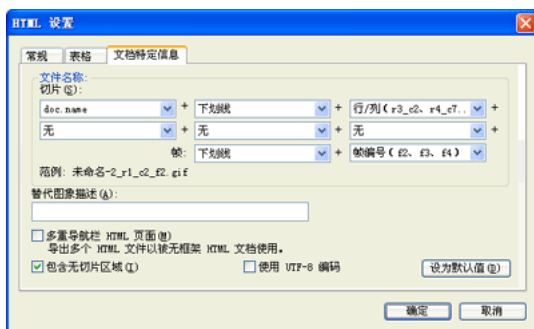 HTML 设置
常规 表格 文档特定信息
文件名称:
切片(S):
doc.name + 下划线 + 行/列(r3_c2、r4_c7.. +
无 + 无 + 无 +
帧: 下划线 + 帧编号(f2、f3、f4)
范例: 未命名-2_r1_c2_f2.gif
替代图象描述(A):
多重导航栏 HTML 页面(M)
导出多个 HTML 文件以被无框架 HTML 文档使用。
包含无切片区域(I) 使用 UTF-8 编码 设为默认值(D)
确定 取消